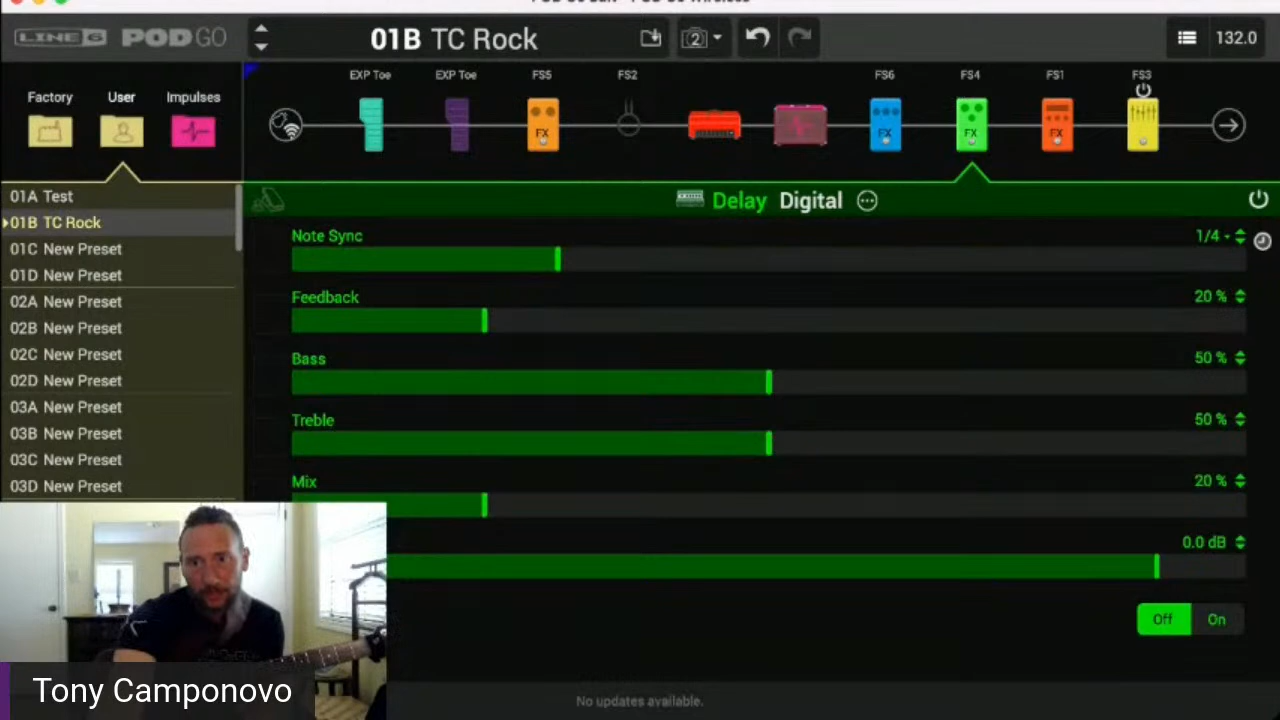 LINE 6 POD GO
01B TC Rock
2
132.0
Factory
User
Impulses
EXP Toe
EXP Toe
FS5
FS2
FS6
FS4
FS1
FS3
FX
FX
FX
01A Test
01B TC Rock
01C New Preset
01D New Preset
02A New Preset
02B New Preset
02C New Preset
02D New Preset
03A New Preset
03B New Preset
03C New Preset
03D New Preset
Delay Digital
Note Sync
1/4
Feedback
20 %
Bass
50 %
Treble
50 %
Mix
20 %
0.0 dB
Off On
Tony Camponovo
No updates available.